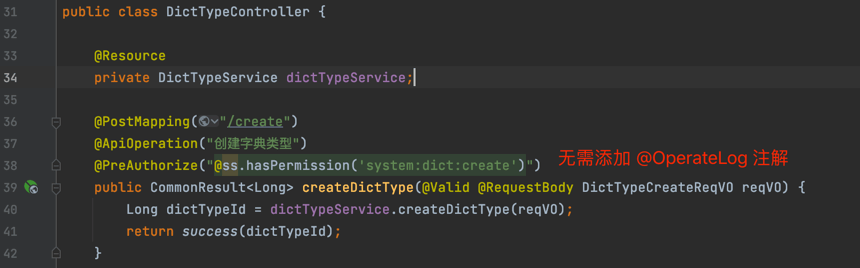 31 public class DictTypeController {
32
33 @Resource
34 private DictTypeService dictTypeService;
35
36 @PostMapping("/create")
37 @ApiOperation("创建字典类型")
38 @PreAuthorize("@ss.hasPermission('system:dict:create')") 无需添加 @OperateLog 注解
39 public CommonResult<Long> createDictType(@Valid @RequestBody DictTypeCreateReqVO reqVO) {
40 Long dictTypeId = dictTypeService.createDictType(reqVO);
41 return success(dictTypeId);
42 }